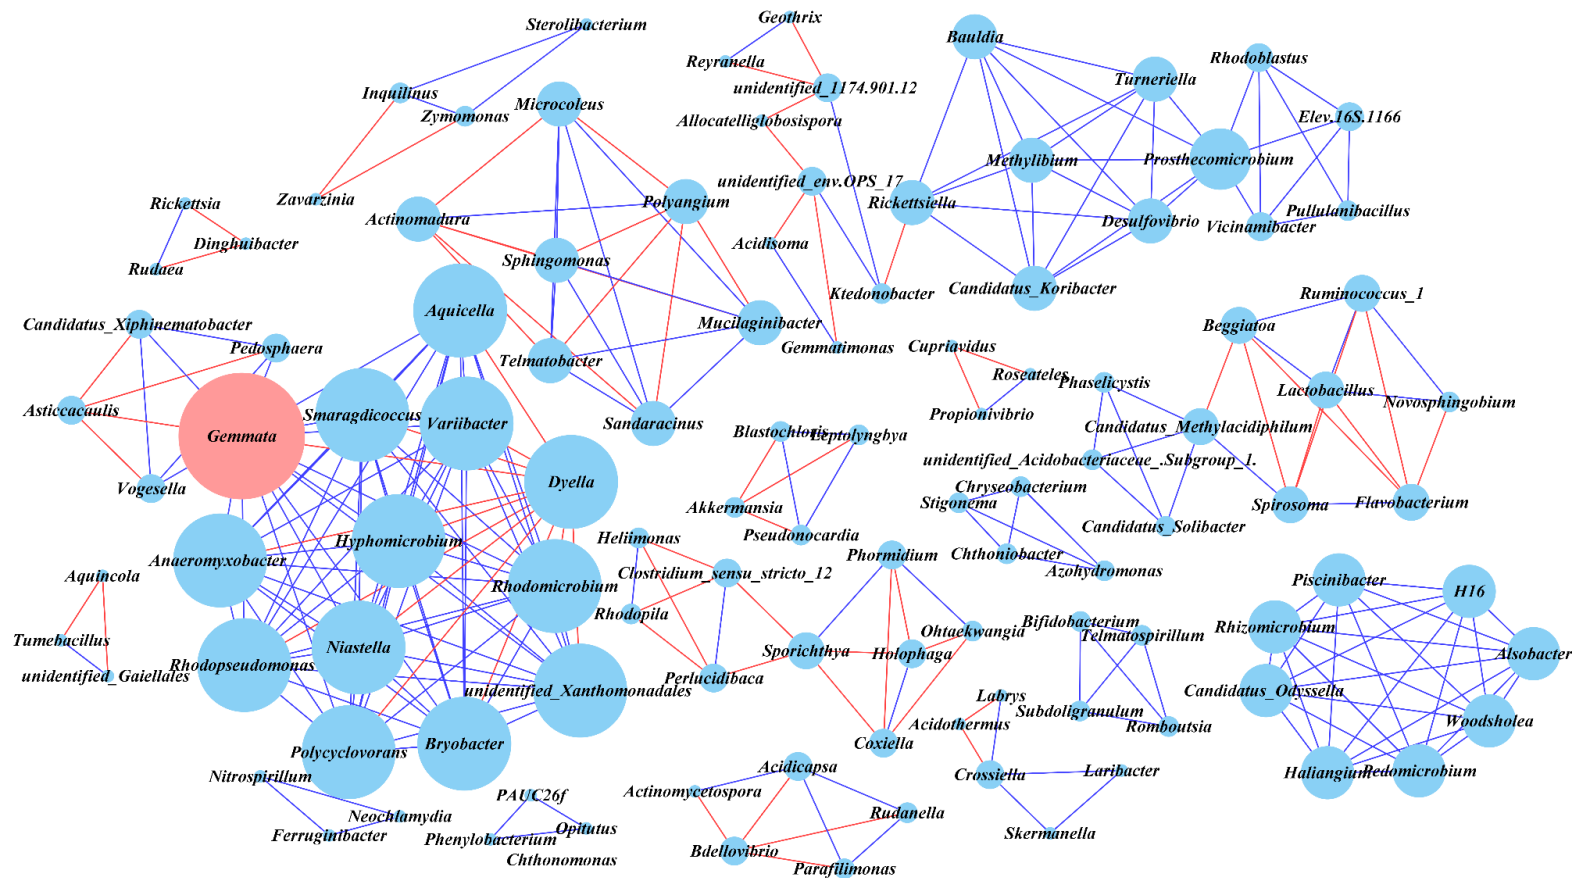 Geothrix
Sterolibacterium
Bauldia
Rhodoblastus
Reyranella
Turneriella
unidentified_1174.901.12
Inquilinus
Microcoleus
Zymomonas
Allocatelliglobosispora
Elev.16S.1166
Methylibium
Prosthecomicrobium
unidentified_env.OPS_17
Zavarzinia
Rickettsia
Polyangium
Rickettsiella
Pullulanibacillus
Actinomadura
Desulfovibrio
Vicinamibacter
Dinghuibacter
Acidisoma
Rudaea
Sphingomonas
Candidatus_Koribacter
Ktedonobacter
Ruminococcus_1
Aquicella
Candidatus_Xiphinematobacter
Mucilaginibacter
Beggiatoa
Pedosphaera
Gemmatimonas
Cupriavidus
Telmatobacter
Roseateles
Phaselicystis
Lactobacillus
Novosphingobium
Asticcacaulis
Smaragdicoccus
Variibacter
Propionivibrio
Sandaracinus
Candidatus_Methylacidiphilum
Gemmata
Blastochloris
Leptolyngbya
unidentified_Acidobacteriaceae_.Subgroup_1.
Dyella
Vogesella
Chryseobacterium
Stigonema
Spirosoma
Flavobacterium
Akkermansia
Candidatus_Solibacter
Pseudonocardia
Heliimonas
Hyphomicrobium
Chthoniobacter
Phormidium
Anaeromyxobacter
Azohydromonas
Aquincola
Clostridium_sensu_stricto_12
Piscinibacter
H16
Rhodomicrobium
Rhodopila
Bifidobacterium
Telmatospirillum
Rhizomicrobium
Ohtaekwangia
Tumebacillus
Niastella
Sporichthya
Holophaga
Alsobacter
Rhodopseudomonas
unidentified_Gaiellales
Perlucidibaca
unidentified_Xanthomonadales
Labrys
Candidatus_Odyssella
Subdoligranulum
Acidothermus
Romboutsia
Woodsholea
Coxiella
Bryobacter
Polycyclovorans
Acidicapsa
Crossiella
Laribacter
Haliangium
Pedomicrobium
Nitrospirillum
Actinomycetospora
PAUC26f
Rudanella
Neochlamydia
Opitutus
Ferruginibacter
Phenylobacterium
Skermanella
Bdellovibrio
Chthonomonas
Parafilimonas